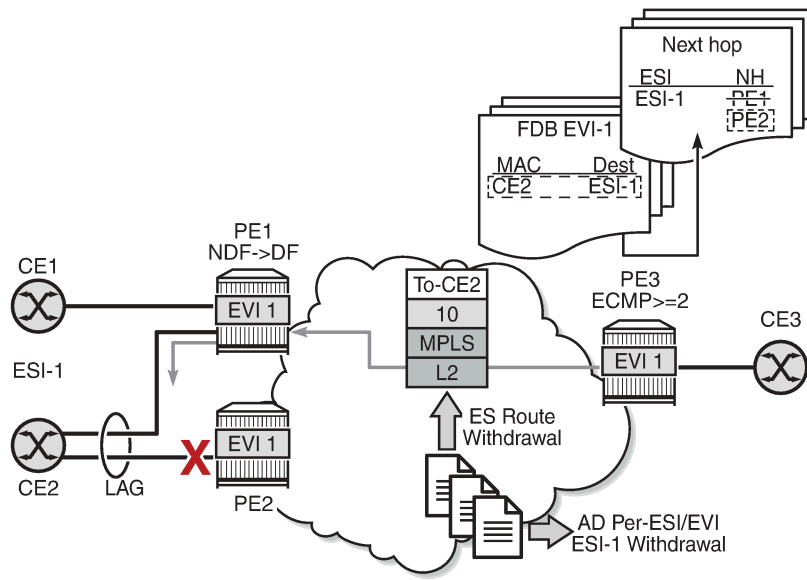 Next hop
ESI NH
ESI-1 PE1
PE2
FDB EVI-1
MAC Dest
CE2 ESI-1
PE1
NDF->DF
CE1
EVI 1
To-CE2
10
MPLS
L2
PE3
ECMP>=2
CE3
EVI 1
ESI-1
ES Route
Withdrawal
EVI 1
X
CE2
LAG
PE2
AD Per-ESI/EVI
ESI-1 Withdrawal